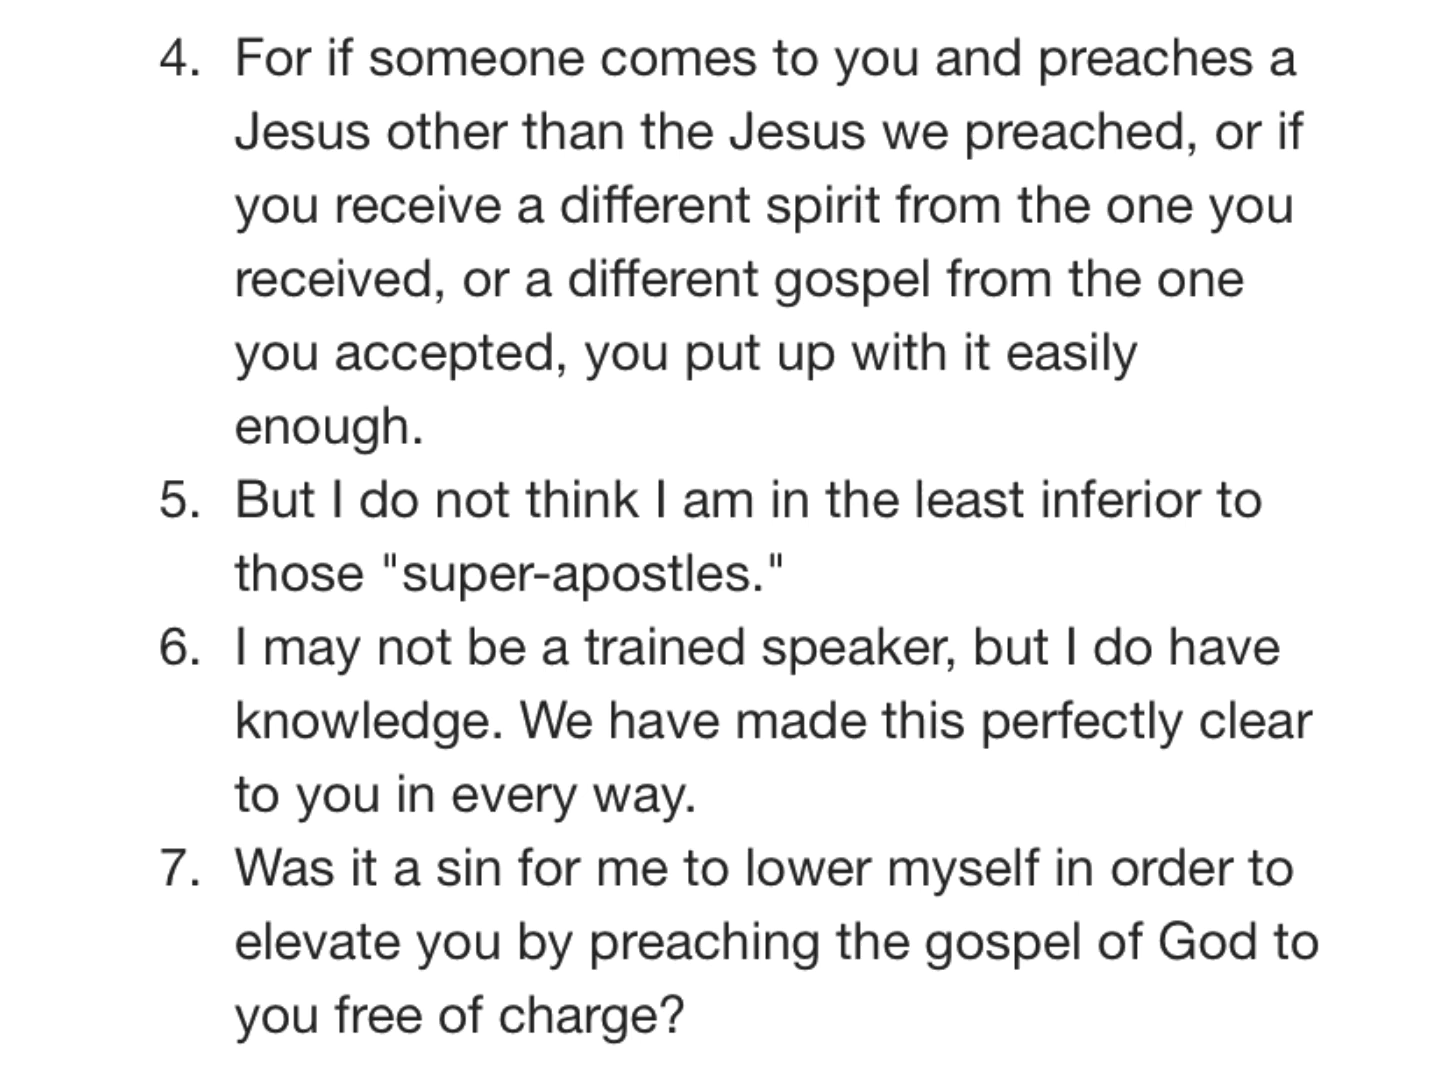 4. For if someone comes to you and preaches a
Jesus other than the Jesus we preached, or if
you receive a different spirit from the one you
received, or a different gospel from the one
you accepted, you put up with it easily
enough.
5. But I do not think I am in the least inferior to
those "super-apostles."
6. I may not be a trained speaker, but I do have
knowledge. We have made this perfectly clear
to you in every way.
7. Was it a sin for me to lower myself in order to
elevate you by preaching the gospel of God to
you free of charge?